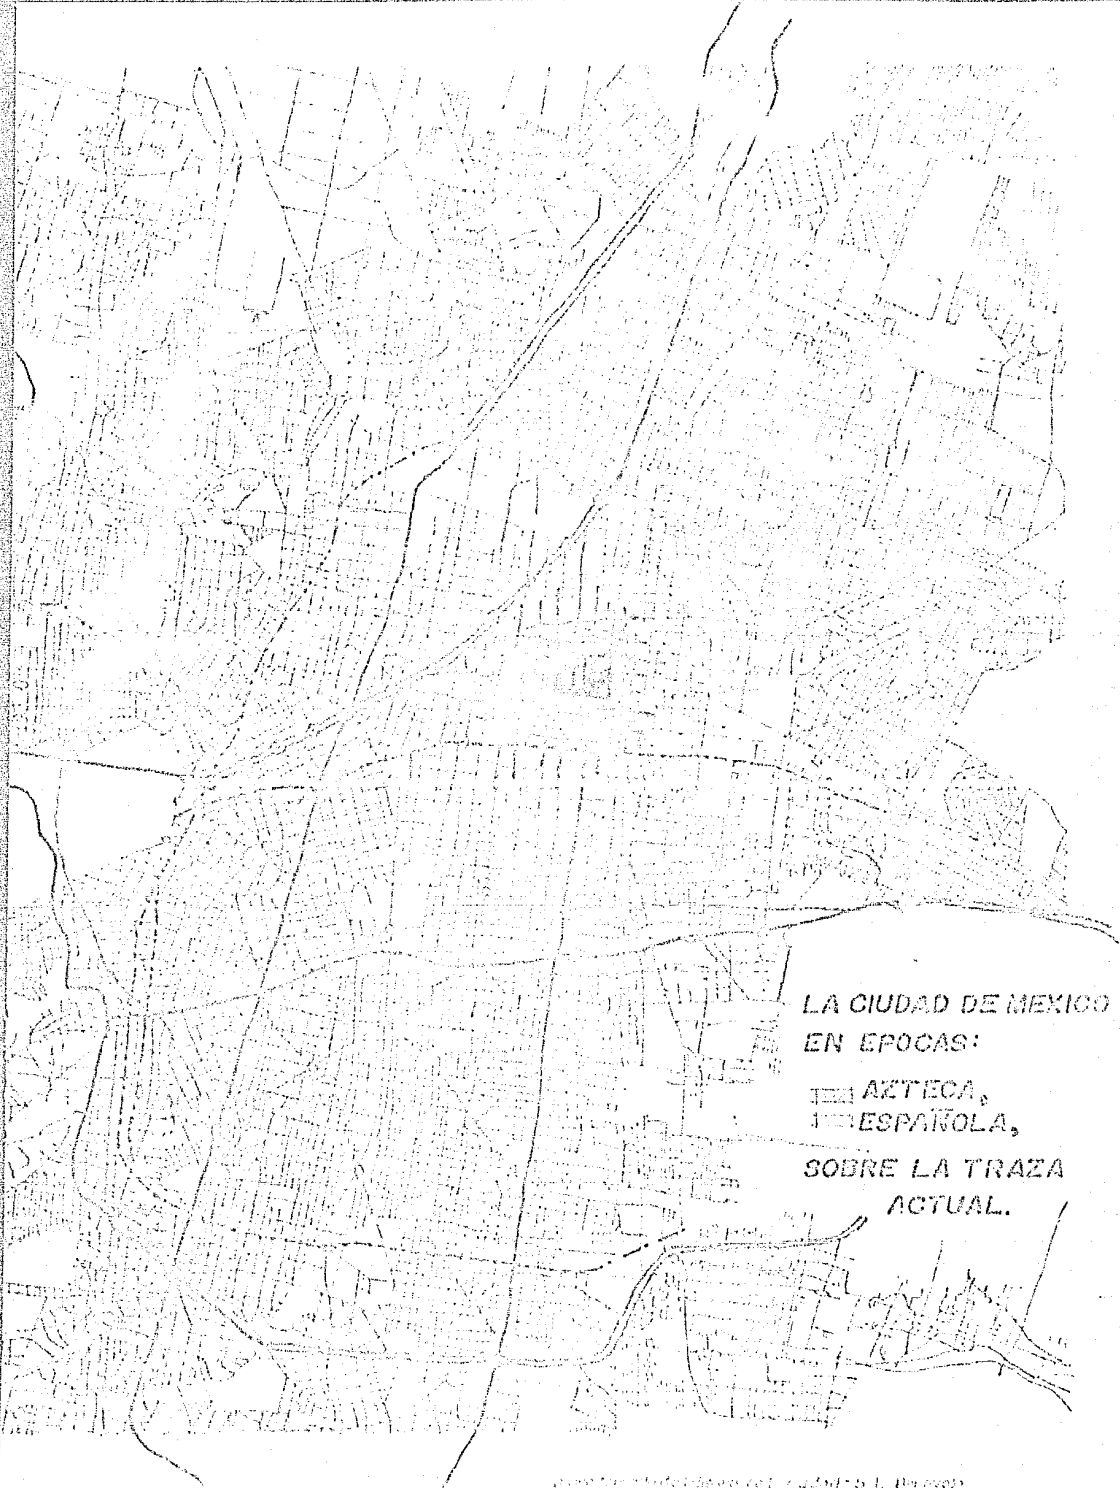 LA CIUDAD DE MEXICO
EN EPOCAS:
AZTECA,
ESPAÑOLA,
SOBRE LA TRAZA
ACTUAL.